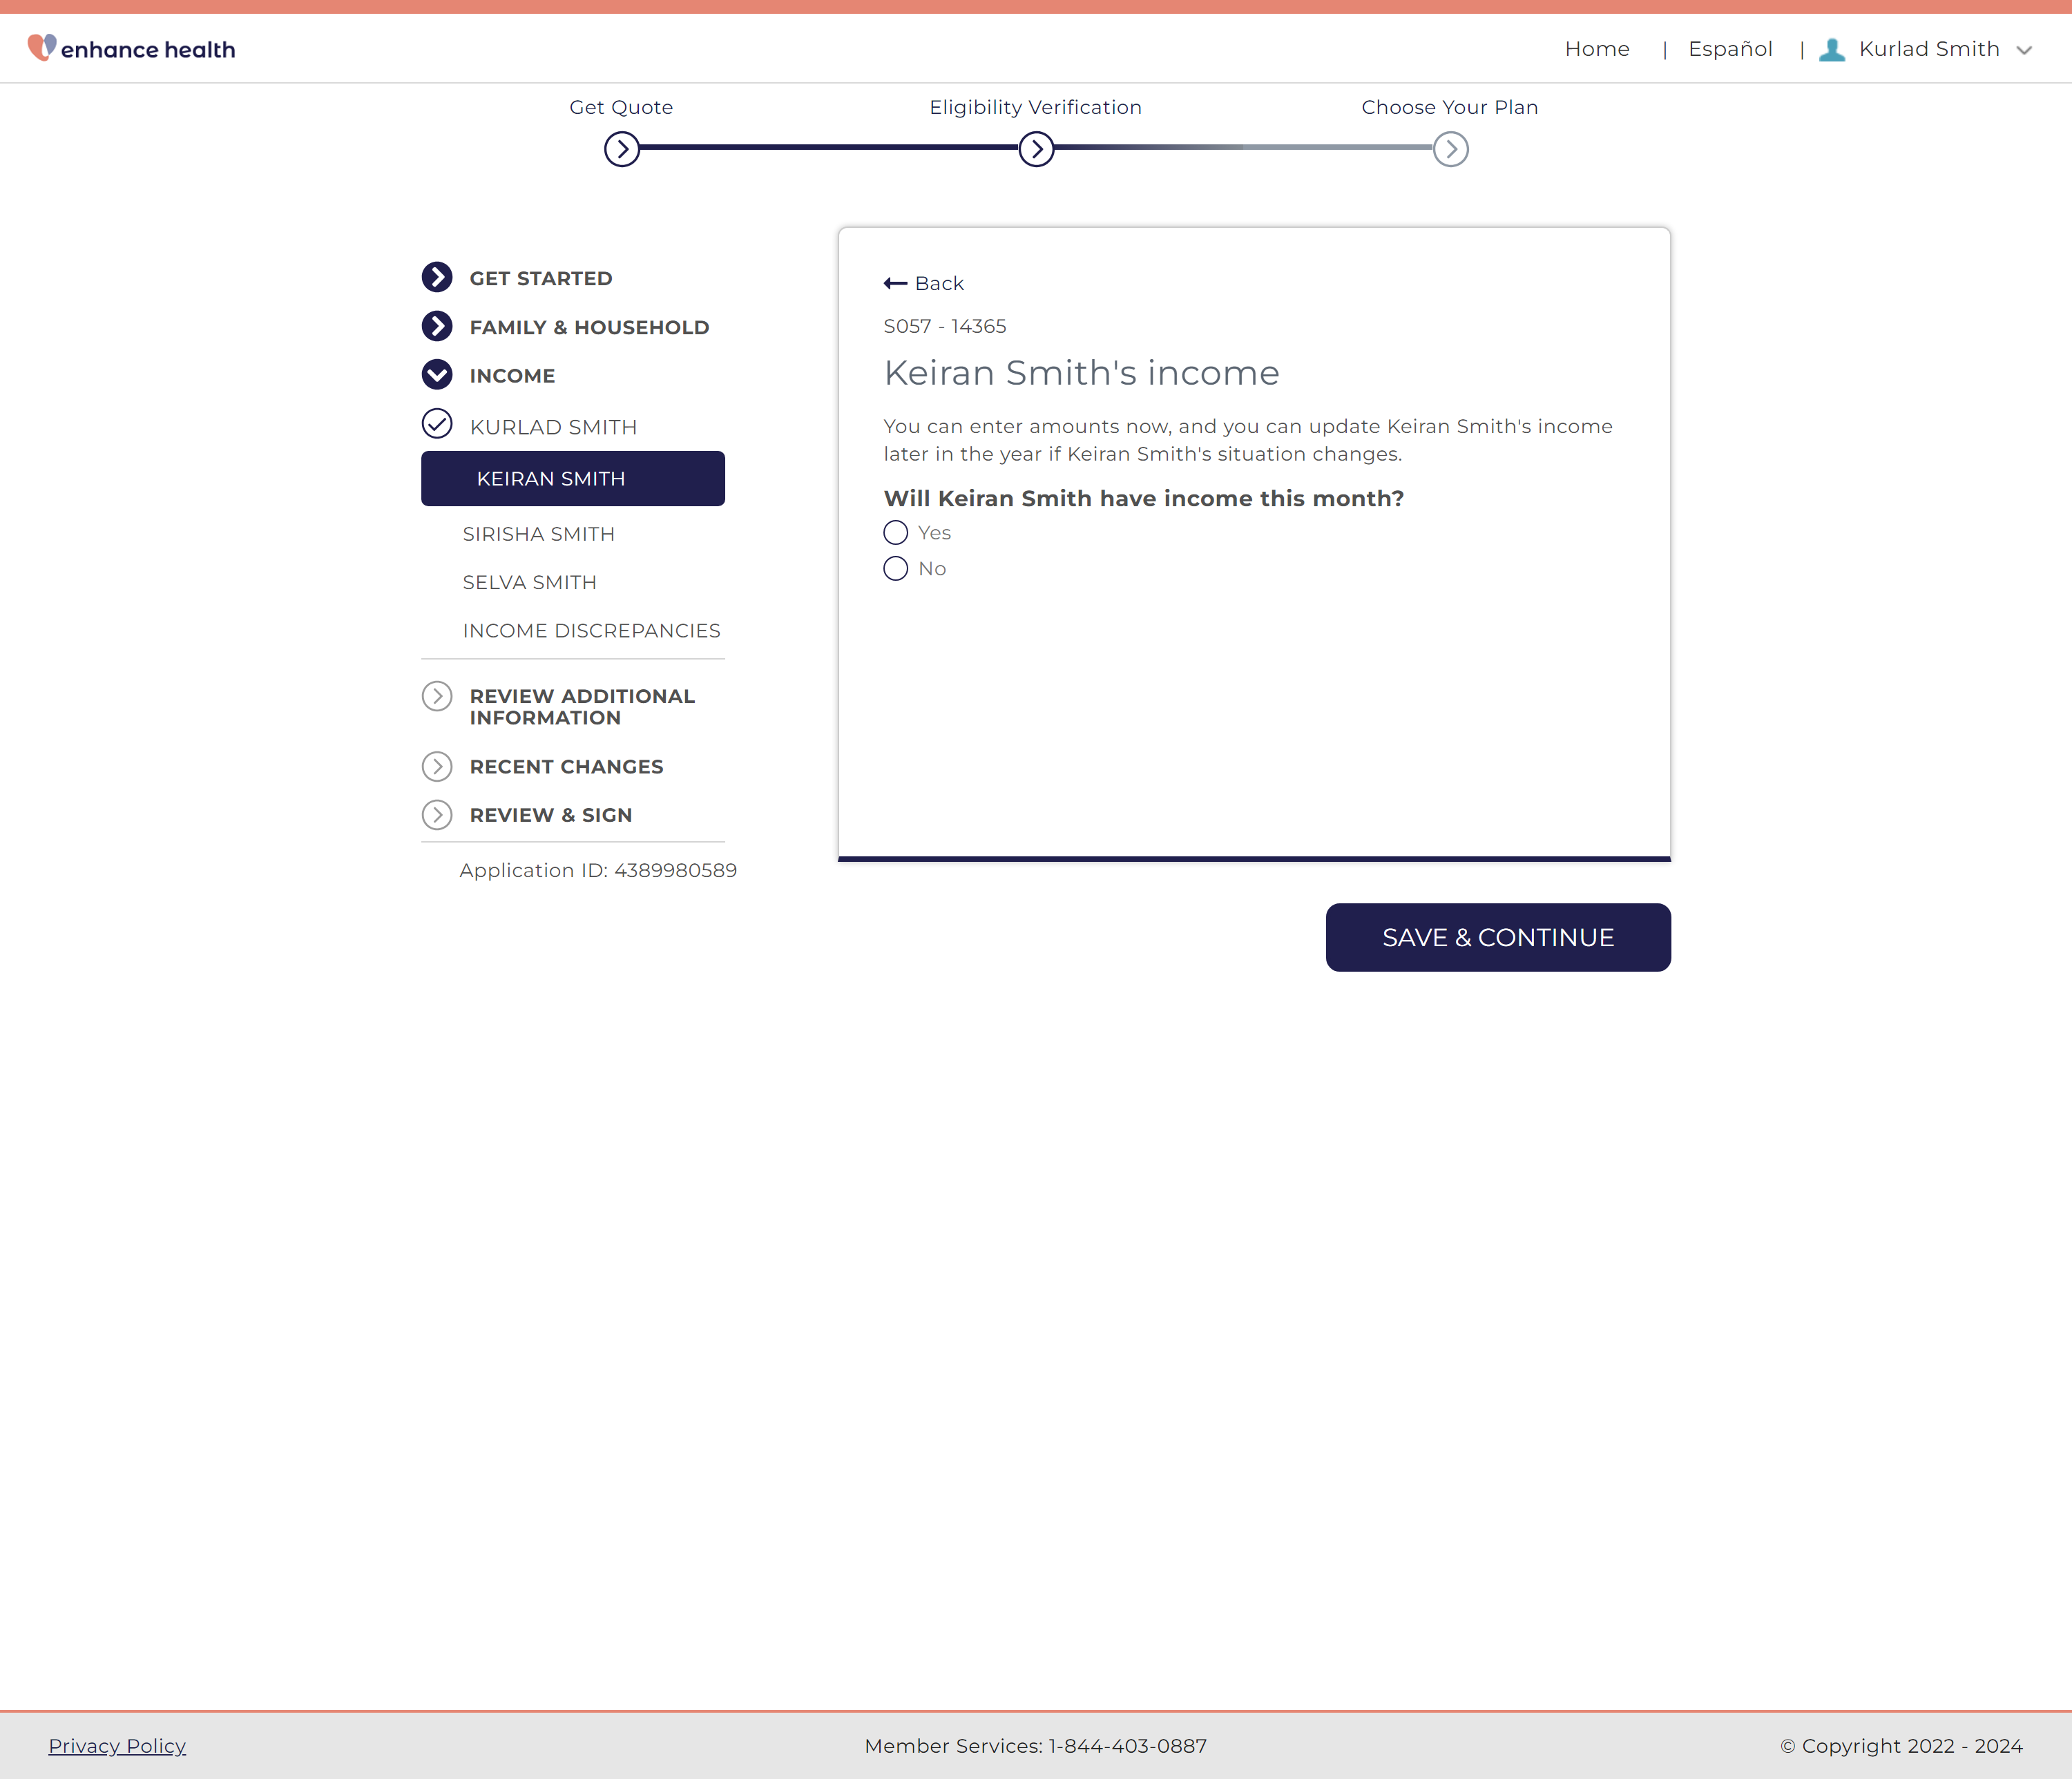 enhance health
Home | Español | Kurlad Smith
Get Quote
Eligibility Verification
Choose Your Plan
GET STARTED
FAMILY & HOUSEHOLD
INCOME
KURLAD SMITH
KEIRAN SMITH
SIRISHA SMITH
SELVA SMITH
INCOME DISCREPANCIES
REVIEW ADDITIONAL
INFORMATION
RECENT CHANGES
REVIEW & SIGN
Application ID: 4389980589
Back
S057 - 14365
Keiran Smith's income
You can enter amounts now, and you can update Keiran Smith's income
later in the year if Keiran Smith's situation changes.
Will Keiran Smith have income this month?
Yes
No
SAVE & CONTINUE
Privacy Policy
Member Services: 1-844-403-0887
© Copyright 2022 - 2024